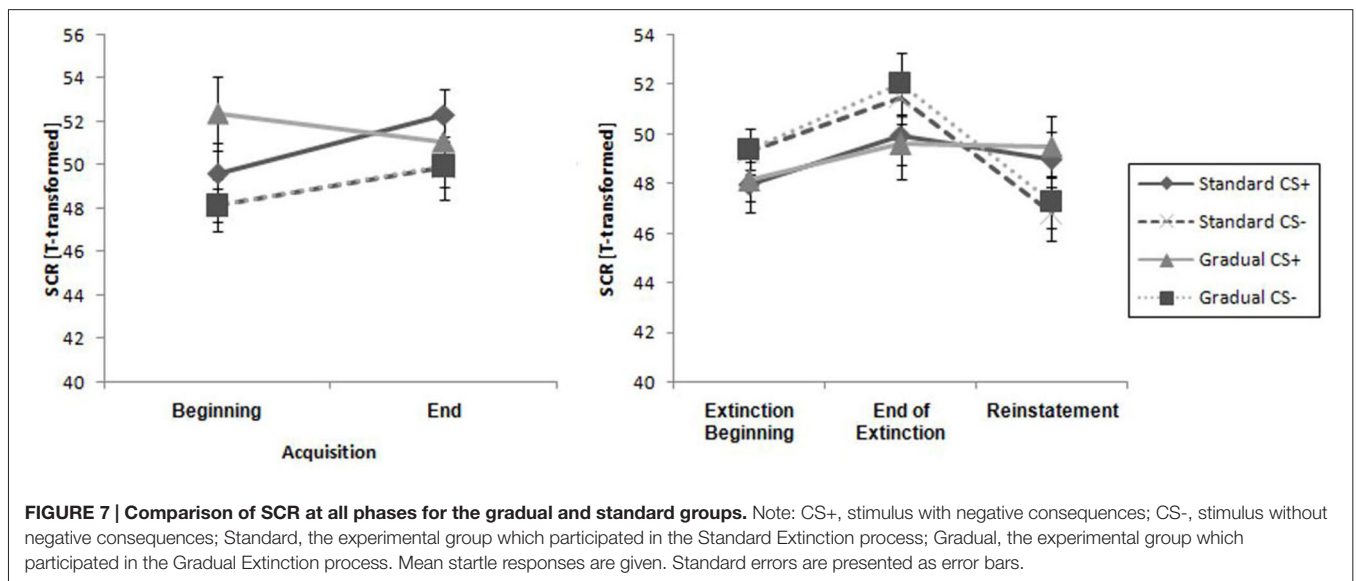 56
54
52
50
48
46
44
42
40
SCR [T-transformed]
Beginning
End
Acquisition
54
52
50
48
46
44
42
40
SCR [T-transformed]
Extinction
Beginning
End of
Extinction
Reinstatement
Standard CS+
Standard CS-
Gradual CS+
Gradual CS-
FIGURE 7 | Comparison of SCR at all phases for the gradual and standard groups. Note: CS+, stimulus with negative consequences; CS-, stimulus without
negative consequences; Standard, the experimental group which participated in the Standard Extinction process; Gradual, the experimental group which
participated in the Gradual Extinction process. Mean startle responses are given. Standard errors are presented as error bars.